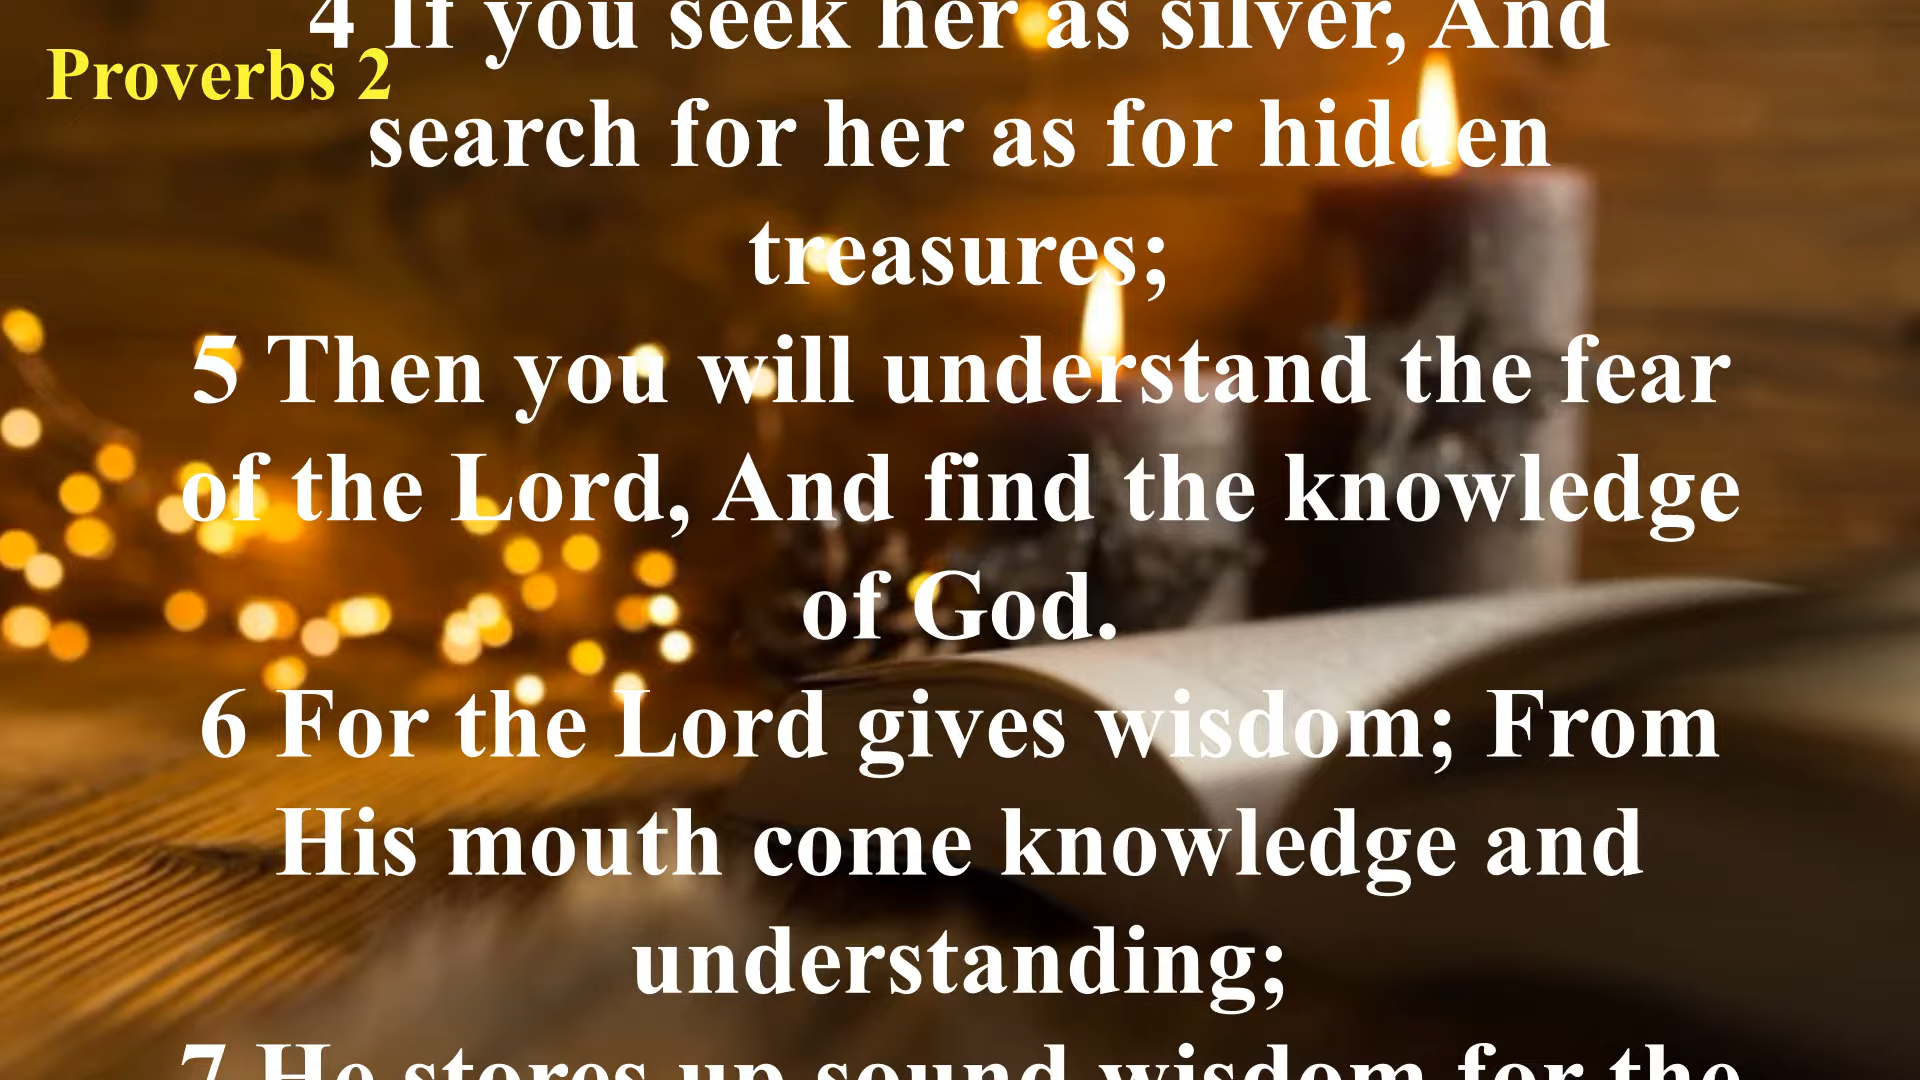 4 If you seek her as silver, And
Proverbs 2
search for her as for hidden
treasures;
5 Then you will understand the fear
of the Lord, And find the knowledge
of God.
6 For the Lord gives wisdom; From
His mouth come knowledge and
understanding;
7 He stores up sound wisdom for the